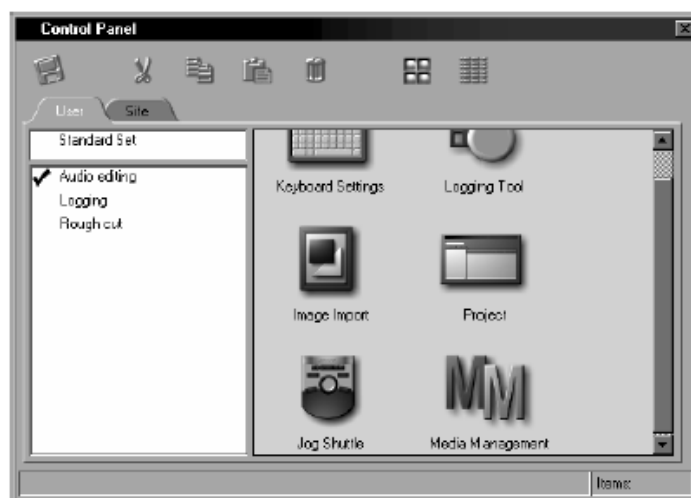 Control Panel
User Site
Standard Set
Audio editing
Logging
Rough cut
Keyboard Settings Logging Tool
Image Import Project
Jog Shuttle Media Management
Items: